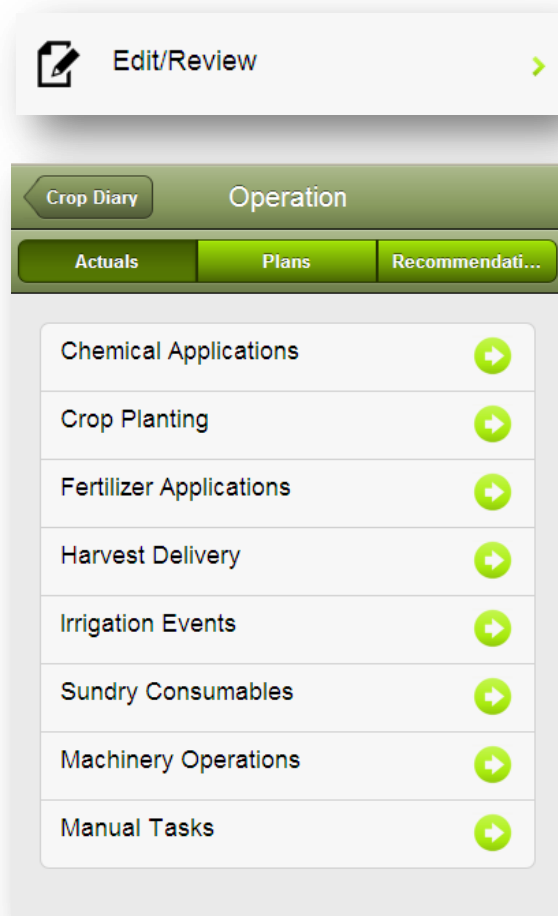 Edit/Review
Crop Diary
Operation
Actuals
Plans
Recommendati...
Chemical Applications
Crop Planting
Fertilizer Applications
Harvest Delivery
Irrigation Events
Sundry Consumables
Machinery Operations
Manual Tasks